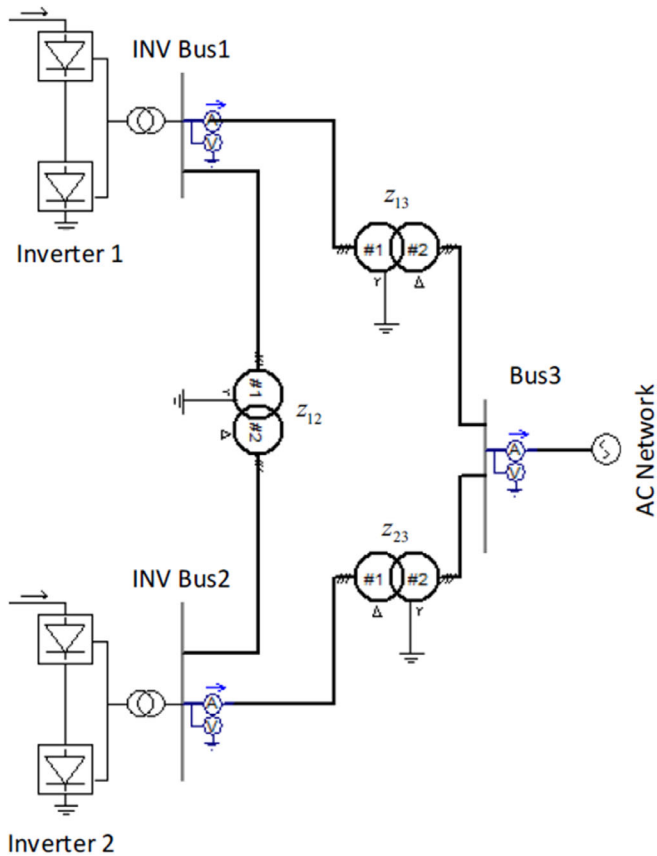 INV Bus1
A
V
Inverter 1
z13
#1 #2
Y
Δ
#1
#2
Y
Δ
z12
Bus3
A
V
AC Network
z23
#1 #2
Δ
Y
INV Bus2
A
V
Inverter 2